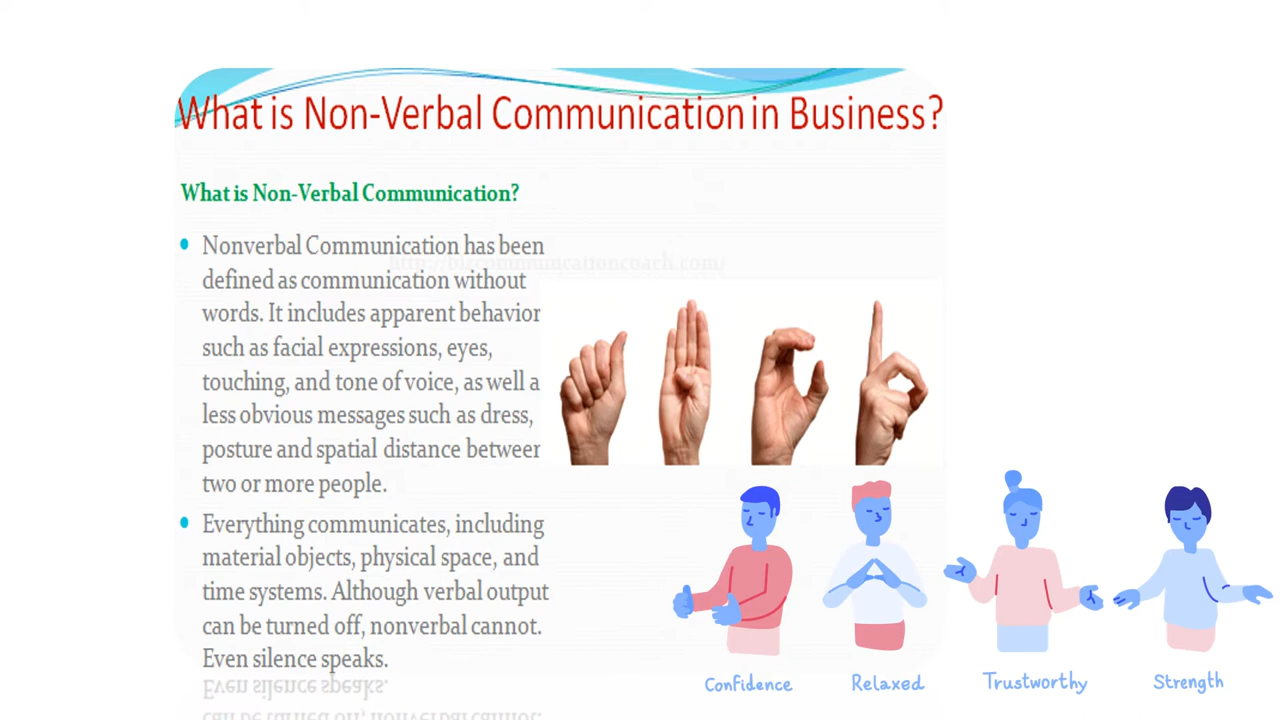 What is Non-Verbal Communication in Business?
What is Non-Verbal Communication?
Nonverbal Communication has been
defined as communication without
words. It includes apparent behavior
such as facial expressions, eyes,
touching, and tone of voice, as well a
less obvious messages such as dress,
posture and spatial distance between
two or more people.
Everything communicates, including
material objects, physical space, and
time systems. Although verbal output
can be turned off, nonverbal cannot.
Even silence speaks.
http://bizcommunicationcoach.com/
Confidence
Relaxed
Trustworthy
Strength